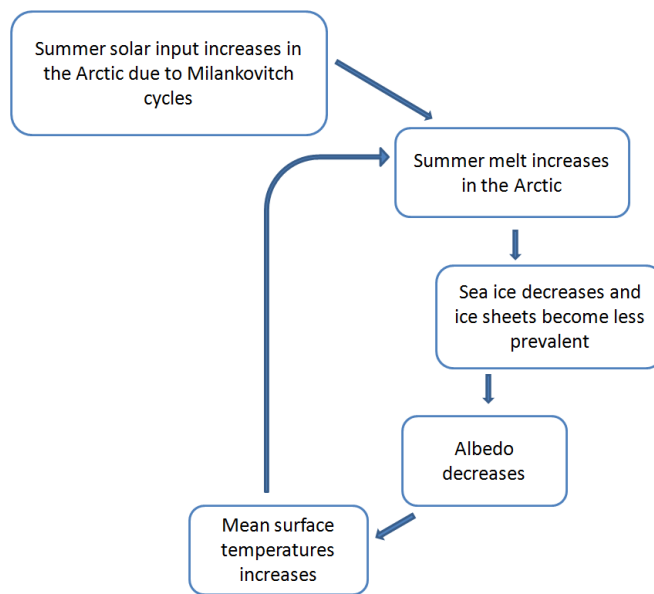 Summer solar input increases in
the Arctic due to Milankovitch
cycles
Summer melt increases
in the Arctic
Sea ice decreases and
ice sheets become less
prevalent
Albedo
decreases
Mean surface
temperatures
increases